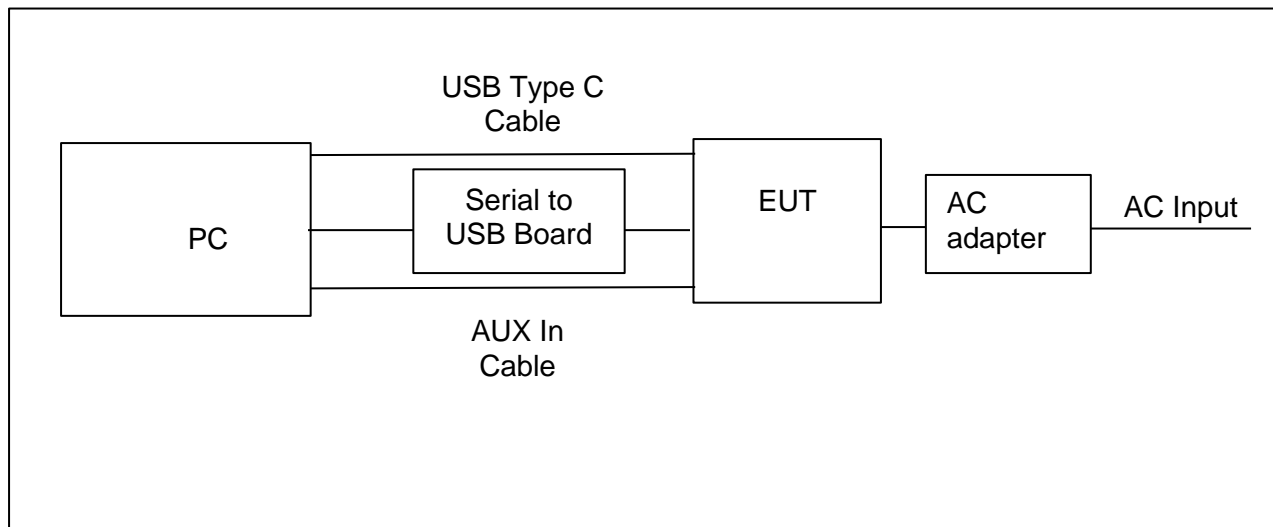 USB Type C
Cable
PC
Serial to
USB Board
EUT
AC
adapter
AC Input
AUX In
Cable